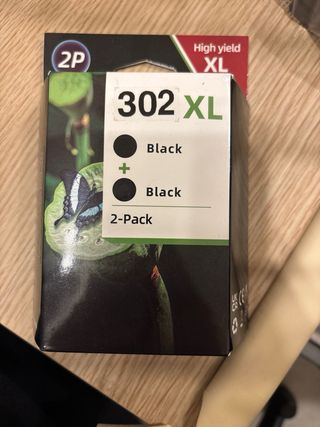 2P
High yield
XL
302 XL
Black
+
Black
2-Pack